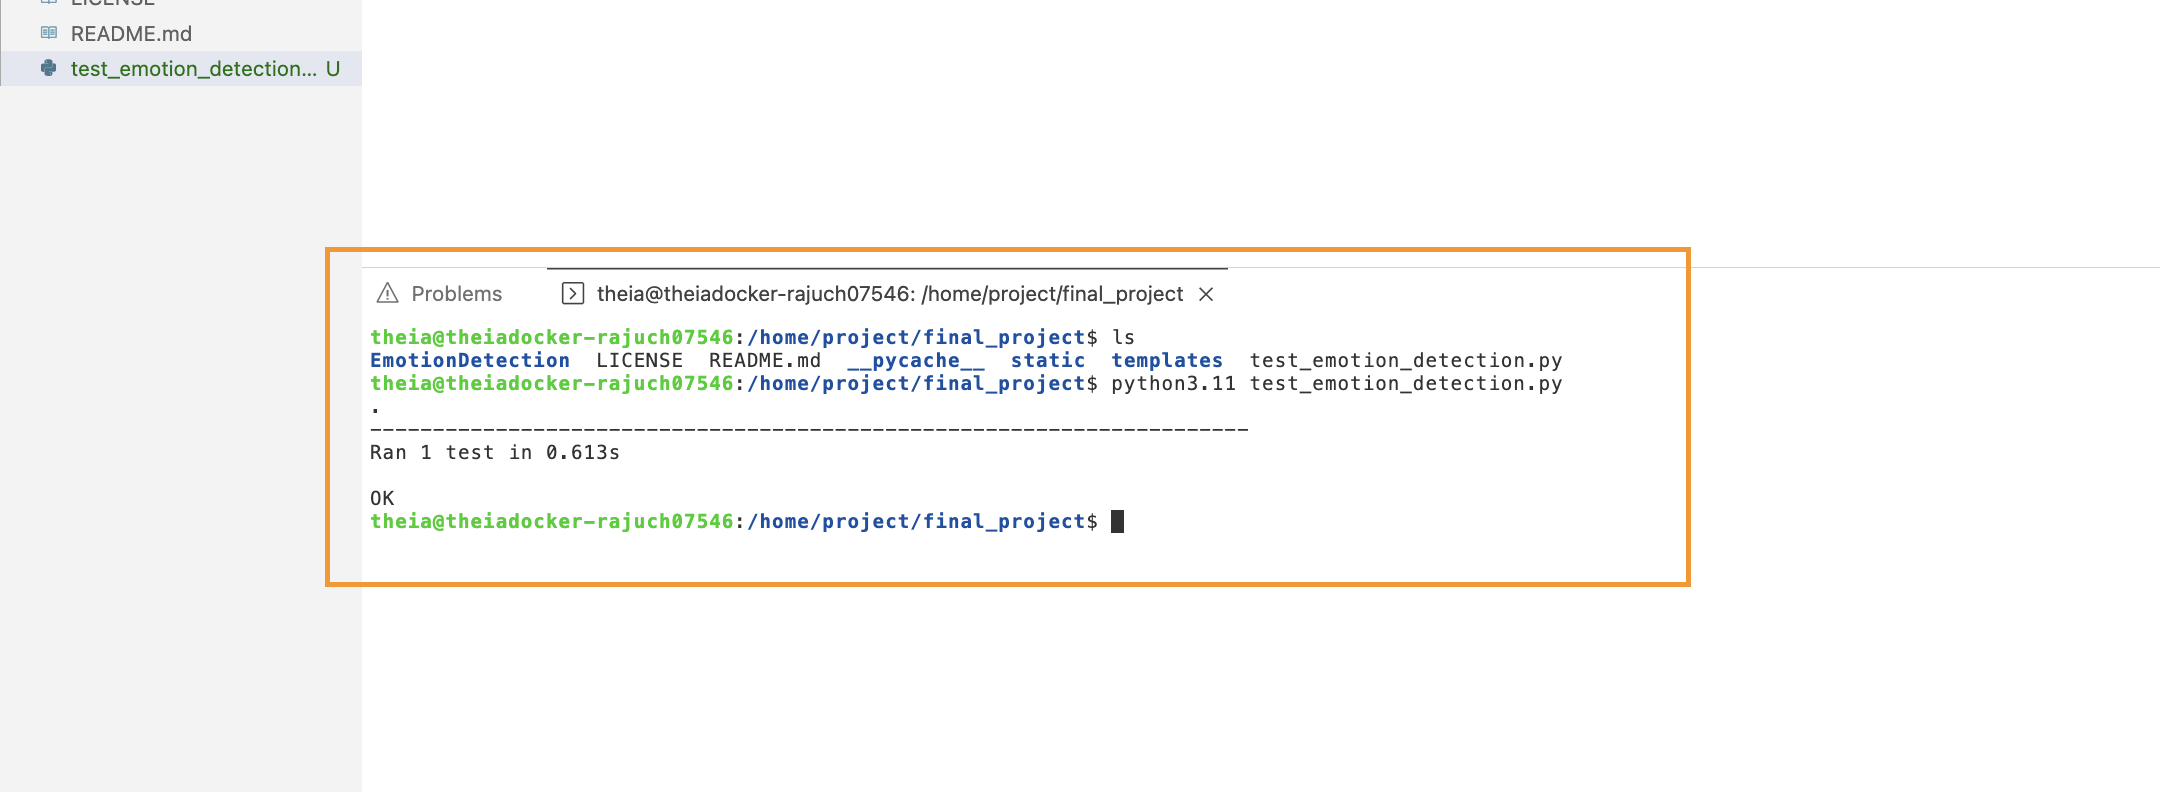 LICENSE
README.md
test_emotion_detection... U
Problems theia@theiadocker-rajuch07546: /home/project/final_project
theia@theiadocker-rajuch07546:/home/project/final_project$ ls
EmotionDetection LICENSE README.md __pycache__ static templates test_emotion_detection.py
theia@theiadocker-rajuch07546:/home/project/final_project$ python3.11 test_emotion_detection.py
.
----------------------------------------------------------------------
Ran 1 test in 0.613s
OK
theia@theiadocker-rajuch07546:/home/project/final_project$